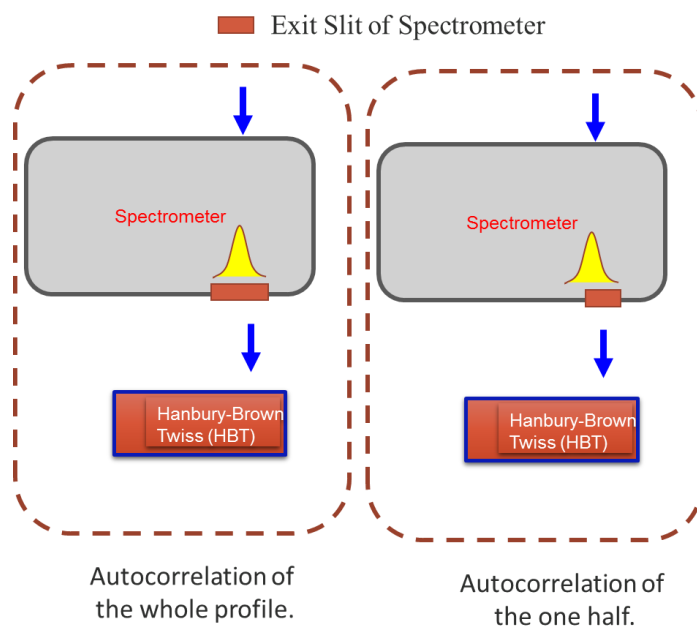 Exit Slit of Spectrometer
Spectrometer
Hanbury-Brown
Twiss (HBT)
Autocorrelation of
the whole profile.
Spectrometer
Hanbury-Brown
Twiss (HBT)
Autocorrelation of
the one half.